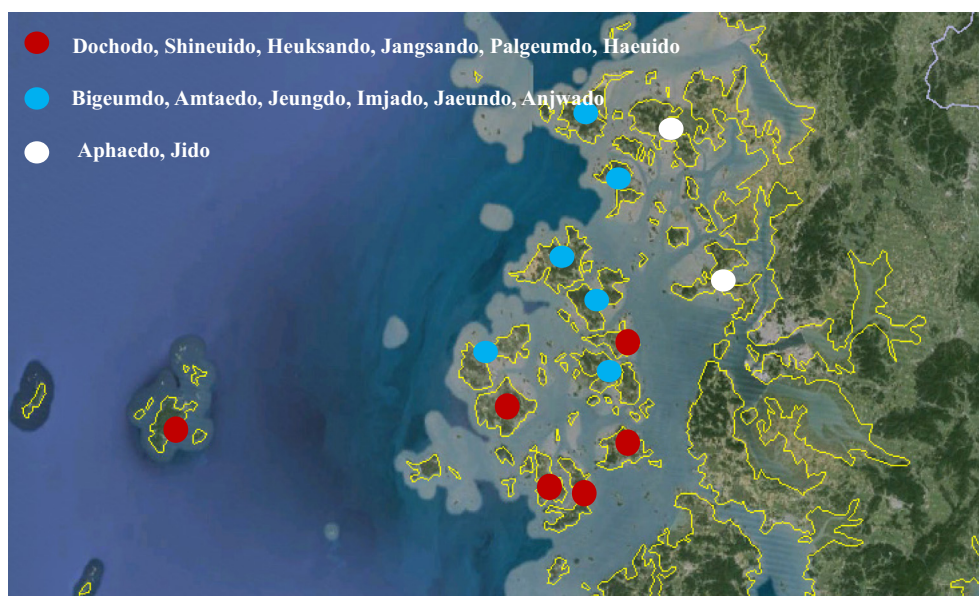 Dochodo, Shineuido, Heuksando, Jangsando, Palgeumdo, Haeuido
Bigeumdo, Amtaedo, Jeungdo, Imjado, Jaeundo, Anjwado
Aphaedo, Jido